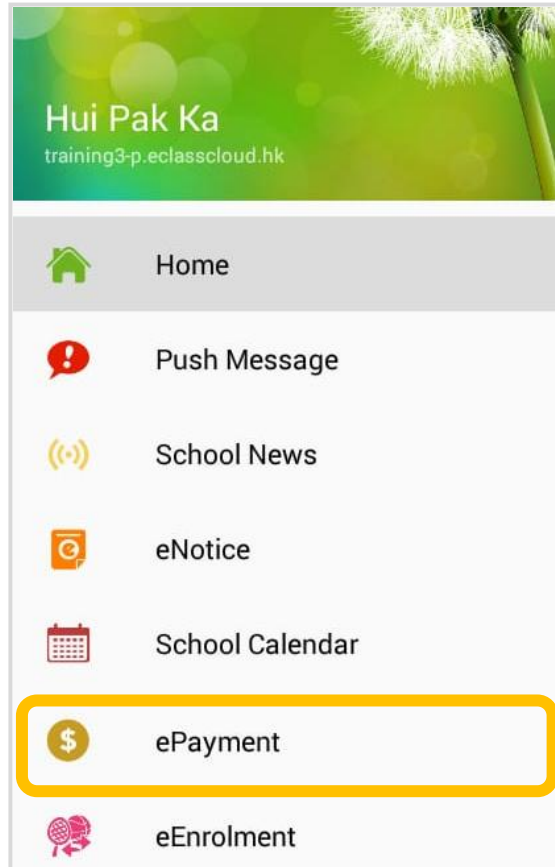 Hui Pak Ka
training3-p.eclasscloud.hk
Home
Push Message
School News
eNotice
School Calendar
$
ePayment
eEnrolment